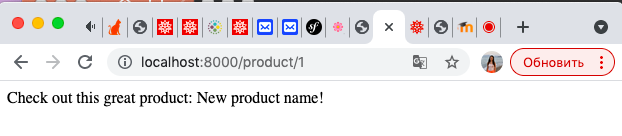 localhost:8000/product/1
Обновить
Check out this great product: New product name!